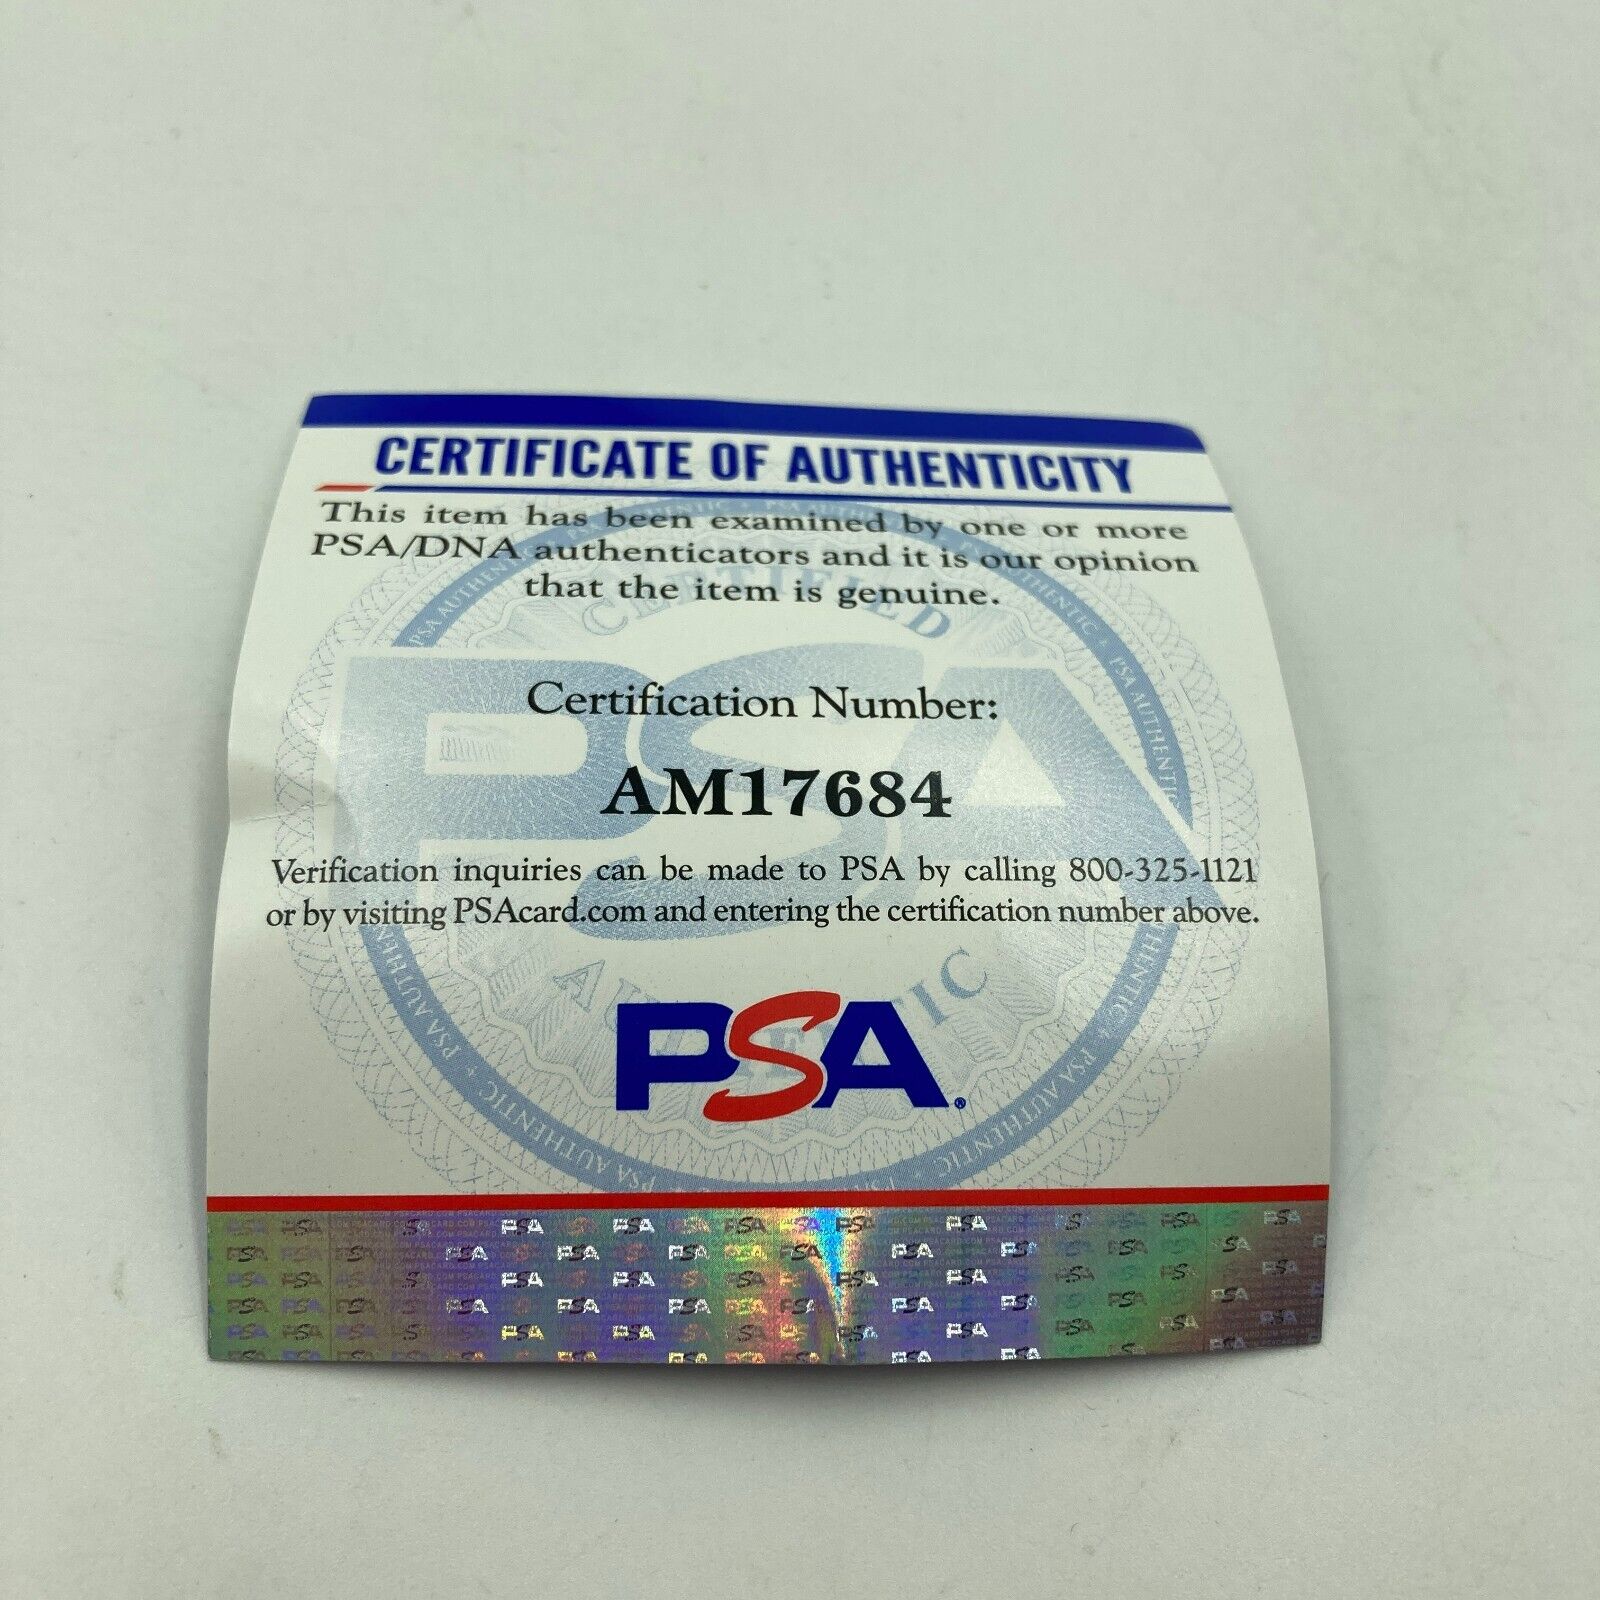 CERTIFICATE OF AUTHENTICITY
This item has been examined by one or more
PSA/DNA authenticators and it is our opinion
that the item is genuine.
CERTIFIED
Certification Number:
AM17684
Verification inquiries can be made to PSA by calling 800-325-1121
or by visiting PSAcard.com and entering the certification number above.
PSA®